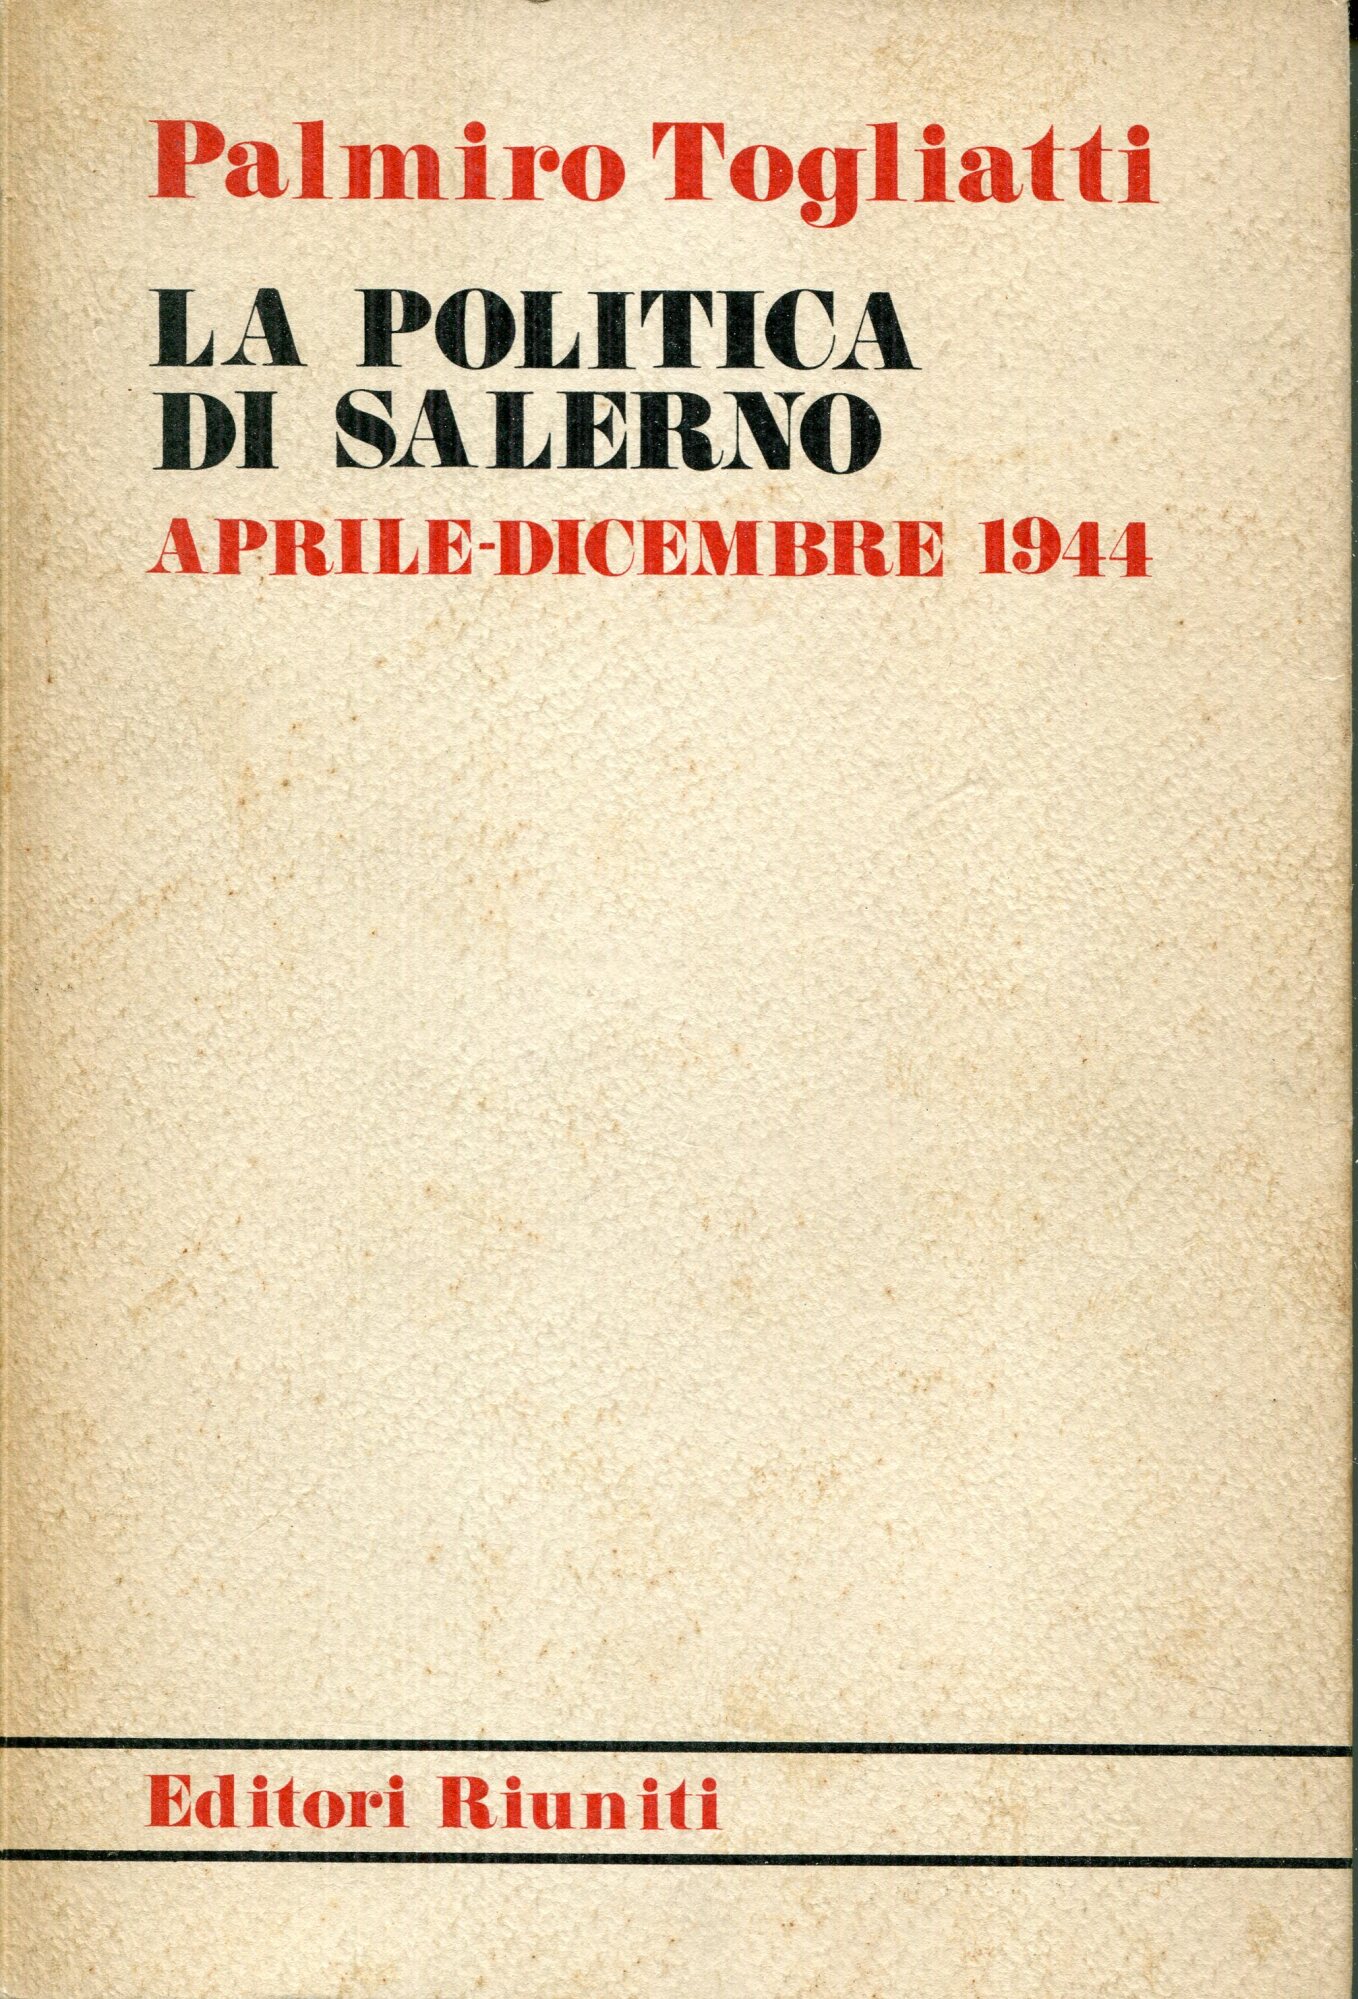 Palmiro Togliatti
LA POLITICA
DI SALERNO
APRILE-DICEMBRE 1944
Editori Riuniti